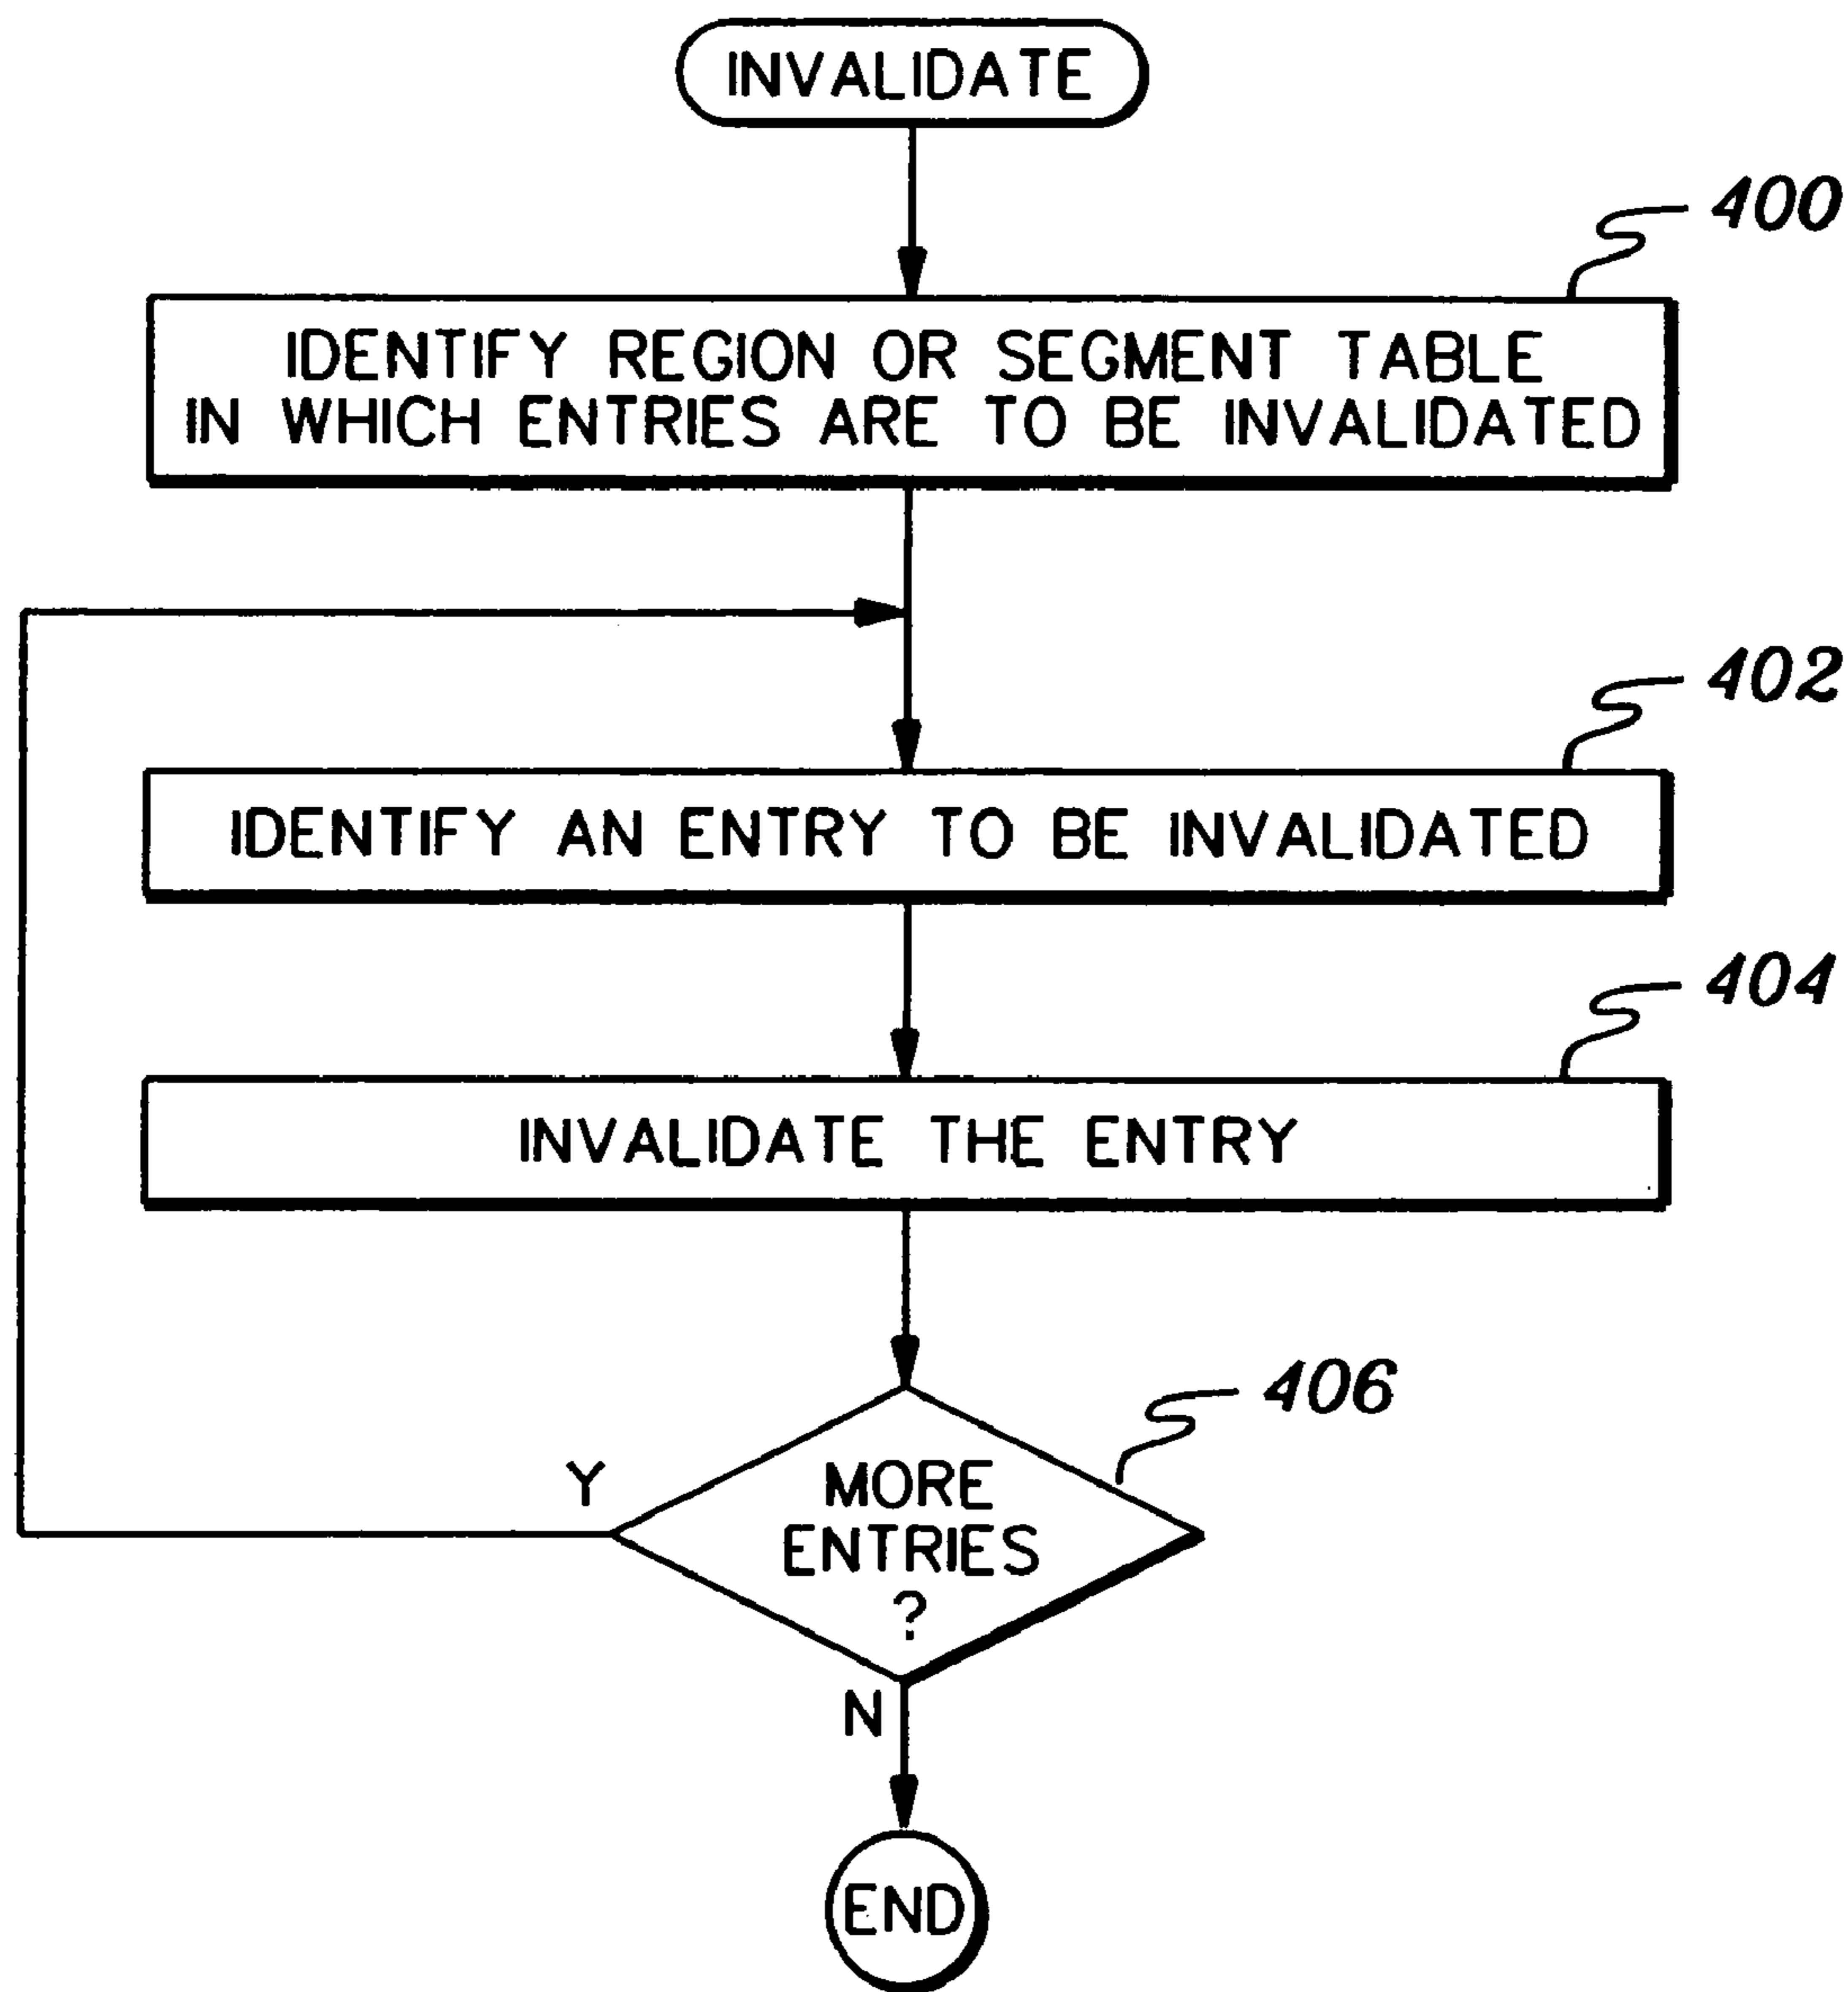 INVALIDATE
400
IDENTIFY REGION OR SEGMENT TABLE
IN WHICH ENTRIES ARE TO BE INVALIDATED
402
IDENTIFY AN ENTRY TO BE INVALIDATED
404
INVALIDATE THE ENTRY
406
Y
MORE
ENTRIES
?
N
END